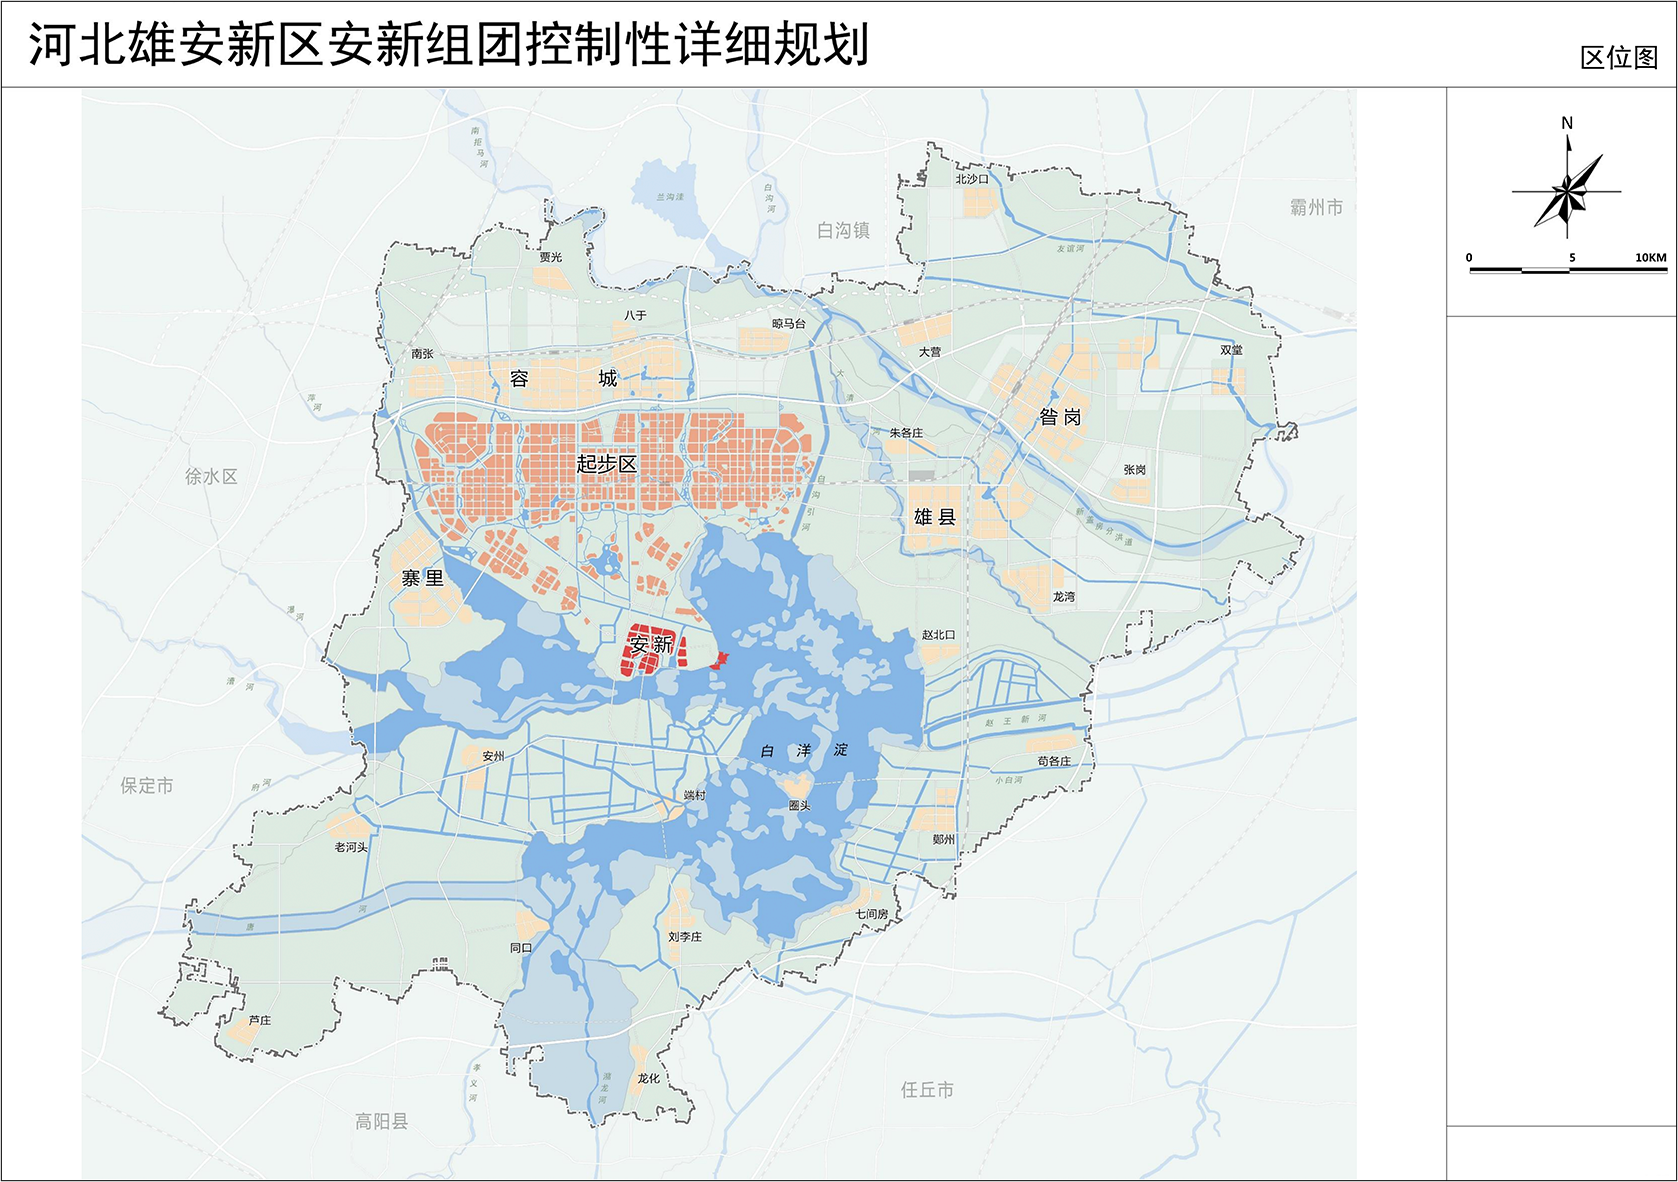 河北雄安新区安新组团控制性详细规划
区位图
N
0 5 10KM
南拒马河
兰沟洼
白沟河
白沟镇
霸州市
北沙口
友谊河
贾光
八于
晾马台
大营
双堂
南张
容城
大清河
萍河
昝岗
朱各庄
起步区
徐水区
张岗
白沟引河
雄县
新盖房分洪道
寨里
龙湾
瀑河
安新
赵北口
漕河
赵王新河
白洋淀
安州
苟各庄
小白河
保定市
府河
端村
圈头
鄚州
老河头
七间房
唐河
刘李庄
同口
芦庄
孝义河
潴龙河
龙化
任丘市
高阳县